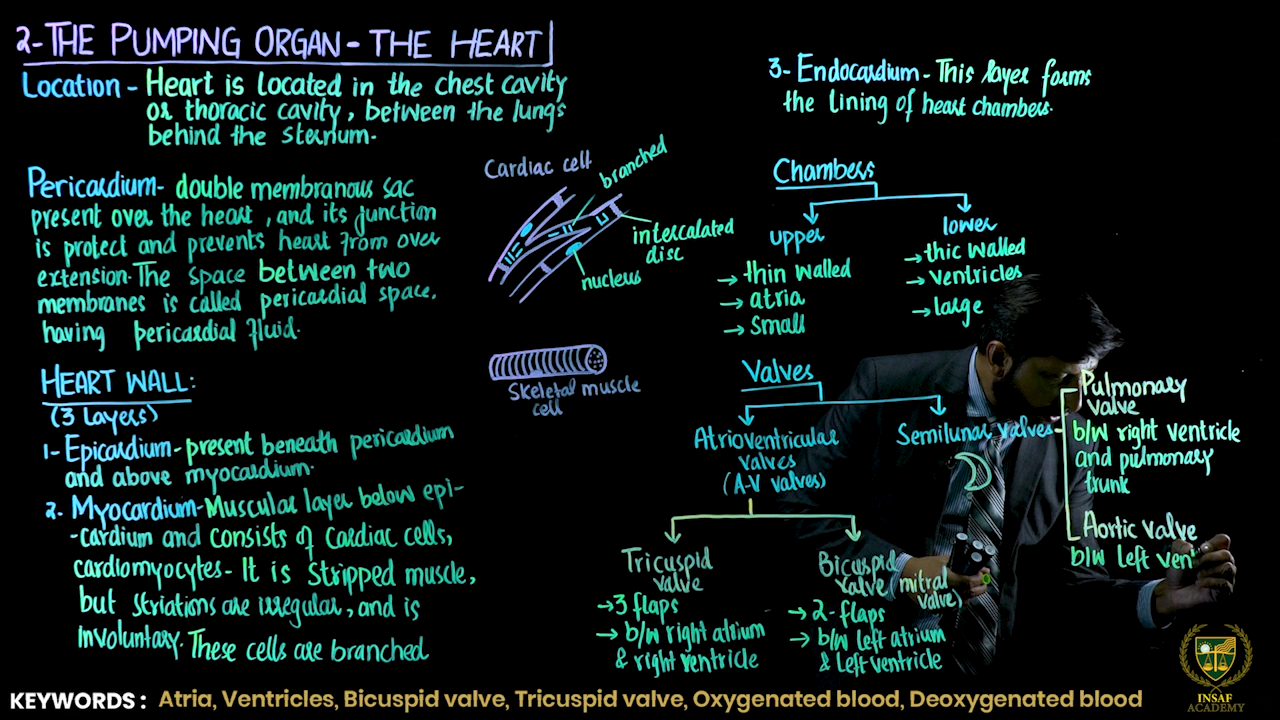 2-THE PUMPING ORGAN- THE HEART
Location - Heart is located in the chest cavity
or thoracic cavity, between the lungs
behind the sternum.
Pericardium- double membranous sac
present over the heart, and its junction
is protect and prevents heart from over
extension. The space between two
membranes is called pericardial space,
having pericardial fluid.
HEART WALL:
(3 Layers)
1- Epicardium- present beneath pericardium
and above myocardium.
2. Myocardium- Muscular layer below epi-
-cardium and consists of cardiac cells,
cardiomyocytes- It is stripped muscle,
but striations are irregular, and is
involuntary. These cells are branched
Cardiac cell
branched
intercalated
disc
nucleus
Skeletal muscle
cell
3- Endocardium - This layer forms
the lining of heart chambers.
Chambers
upper
→ thin walled
→ atria
→ small
lower
→ thic walled
→ ventricles
→ large
Valves
Atrioventricular
valves
(A-V valves)
Semilunar valves
Tricuspid
valve
→ 3 flaps
→ b/w right atrium
& right ventricle
Bicuspid
valve (mitral
valve)
→ 2- flaps
→ b/w left atrium
& Left ventricle
Pulmonary
valve
b/w right ventricle
and pulmonary
trunk
Aortic valve
b/w left vent
KEYWORDS : Atria, Ventricles, Bicuspid valve, Tricuspid valve, Oxygenated blood, Deoxygenated blood
INSAF
ACADEMY